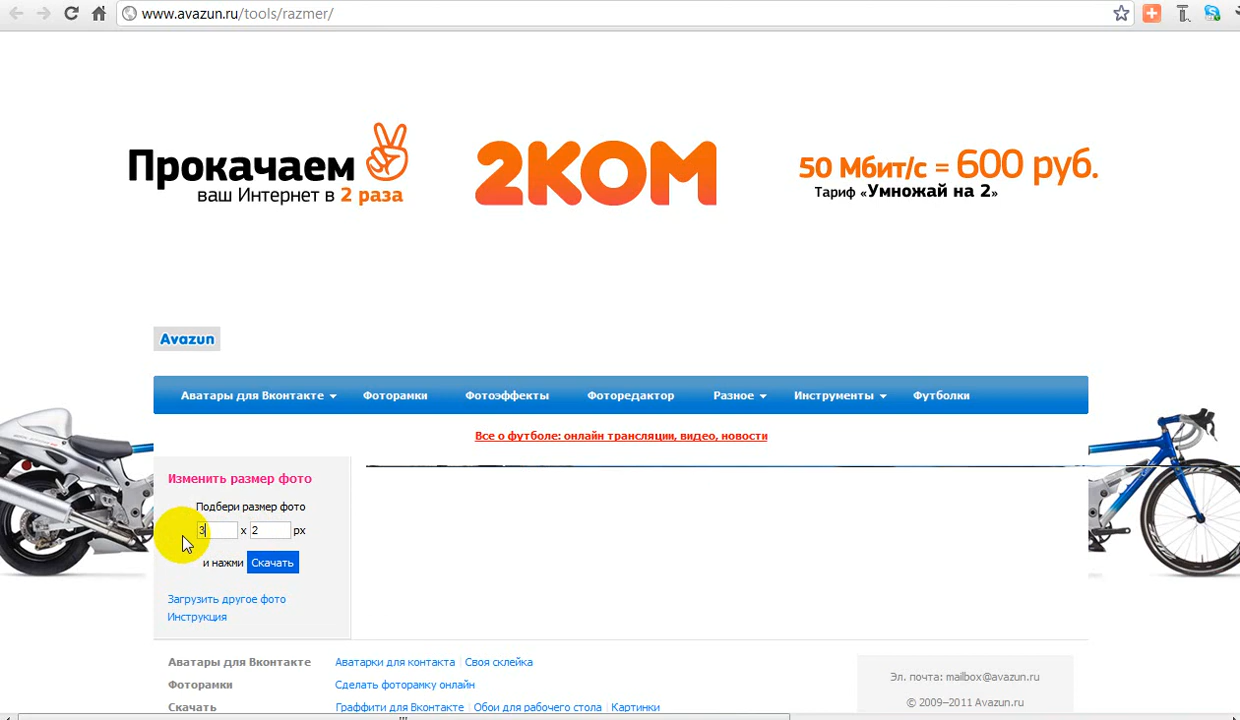 www.avazun.ru/tools/razmer/
Прокачаем
ваш Интернет в 2 раза
2КОМ
50 Мбит/с = 600 руб.
Тариф «Умножай на 2»
Avazun
Аватары для Вконтакте Фоторамки Фотоэффекты Фоторедактор Разное Инструменты Футболки
Все о футболе: онлайн трансляции, видео, новости
Изменить размер фото
Подбери размер фото
3 x 2 px
и нажми Скачать
Загрузить другое фото
Инструкция
Аватары для Вконтакте Аватарки для контакта Своя склейка
Фоторамки Сделать фоторамку онлайн
Скачать Граффити для Вконтакте Обои для рабочего стола Картинки
Эл. почта: mailbox@avazun.ru
© 2009–2011 Avazun.ru